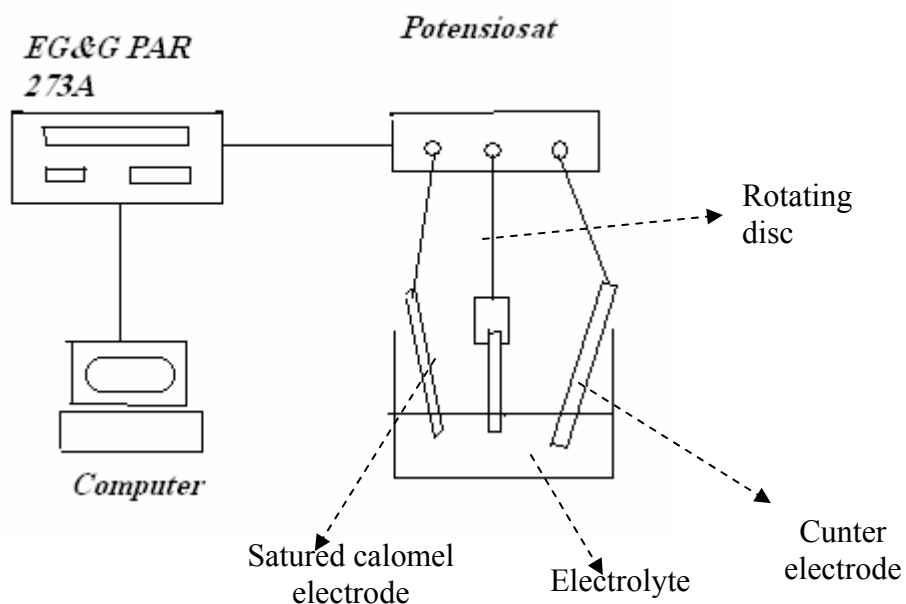 Potensiosat
EG&G PAR
273A
Rotating
disc
Computer
Satured calomel
electrode
Electrolyte
Cunter
electrode